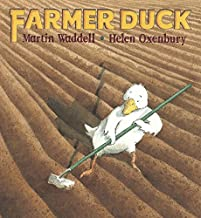 FARMER DUCK
Martin Waddell • Helen Oxenbury